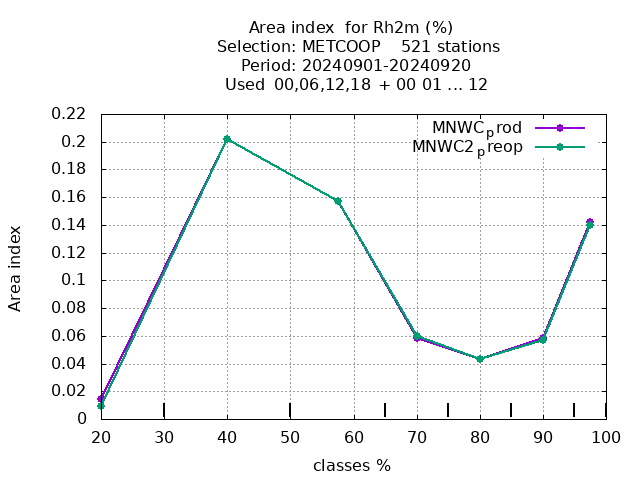 Area index  for Rh2m (%)
Selection: METCOOP    521 stations
Period: 20240901-20240920
Used  00,06,12,18 + 00 01 ... 12
MNWC_prod
MNWC2_preop
Area index
0.22
0.2
0.18
0.16
0.14
0.12
0.1
0.08
0.06
0.04
0.02
0
20 30 40 50 60 70 80 90 100
classes %